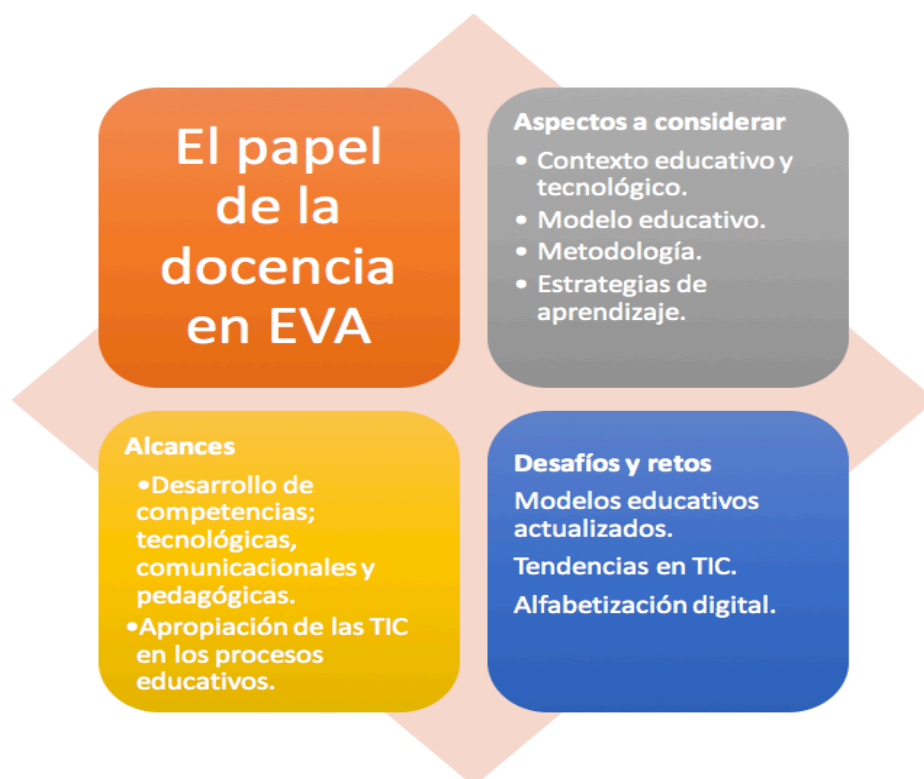 El papel
de la
docencia
en EVA
Aspectos a considerar
• Contexto educativo y
tecnológico.
• Modelo educativo.
• Metodología.
• Estrategias de
aprendizaje.
Alcances
•Desarrollo de
competencias;
tecnológicas,
comunicacionales y
pedagógicas.
•Apropiación de las TIC
en los procesos
educativos.
Desafíos y retos
Modelos educativos
actualizados.
Tendencias en TIC.
Alfabetización digital.